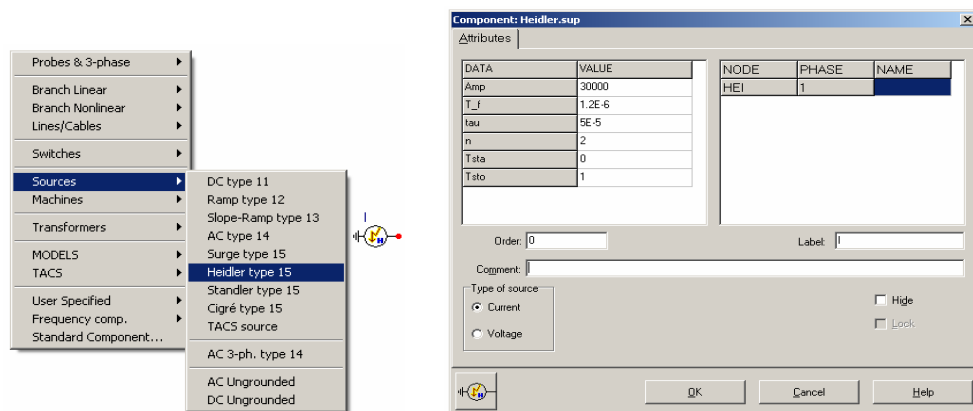 Probes & 3-phase
Branch Linear
Branch Nonlinear
Lines/Cables
Switches
Sources
Machines
Transformers
MODELS
TACS
User Specified
Frequency comp.
Standard Component...
DC type 11
Ramp type 12
Slope-Ramp type 13
AC type 14
Surge type 15
Heidler type 15
Standler type 15
Cigré type 15
TACS source
AC 3-ph. type 14
AC Ungrounded
DC Ungrounded
I
H
Component: Heidler.sup
Attributes
DATA VALUE
Amp 30000
T_f 1.2E-6
tau 5E-5
n 2
Tsta 0
Tsto 1
NODE PHASE NAME
HEI 1
Order: 0
Label: I
Comment:
Type of source
Current
Voltage
Hide
Lock
H
OK
Cancel
Help